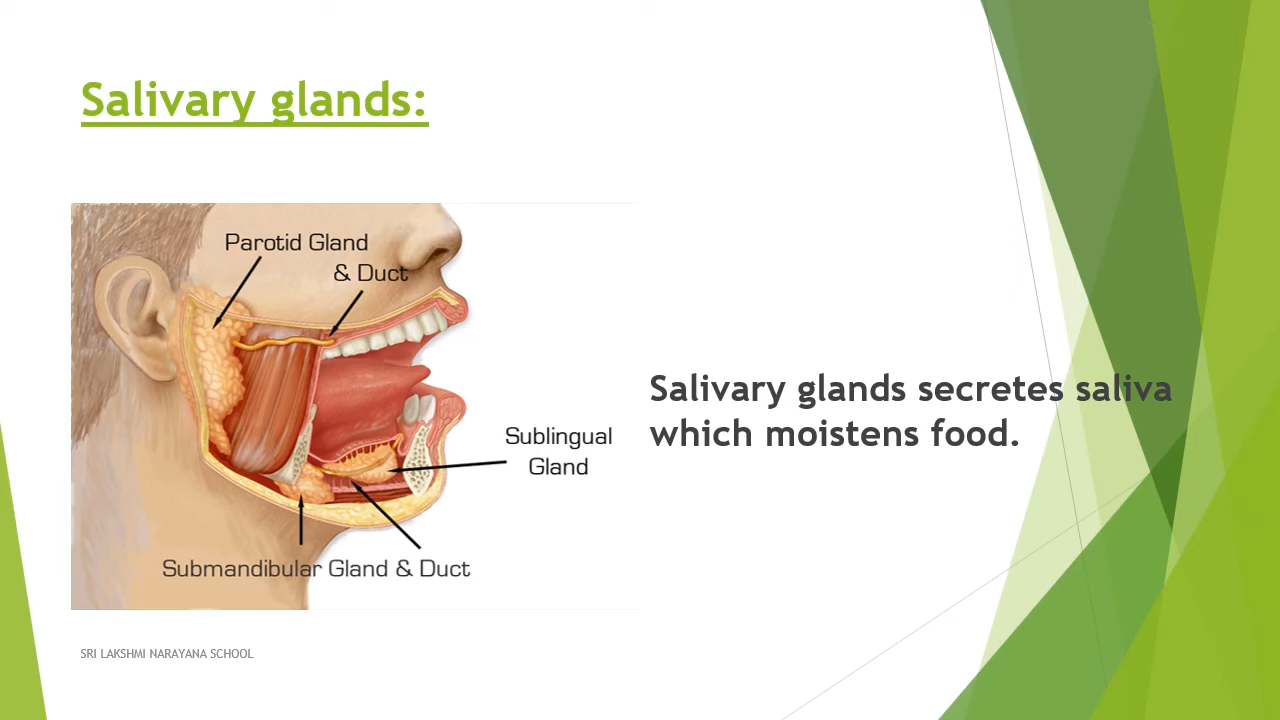 Salivary glands:
Parotid Gland
& Duct
Sublingual
Gland
Submandibular Gland & Duct
Salivary glands secretes saliva
which moistens food.
SRI LAKSHMI NARAYANA SCHOOL